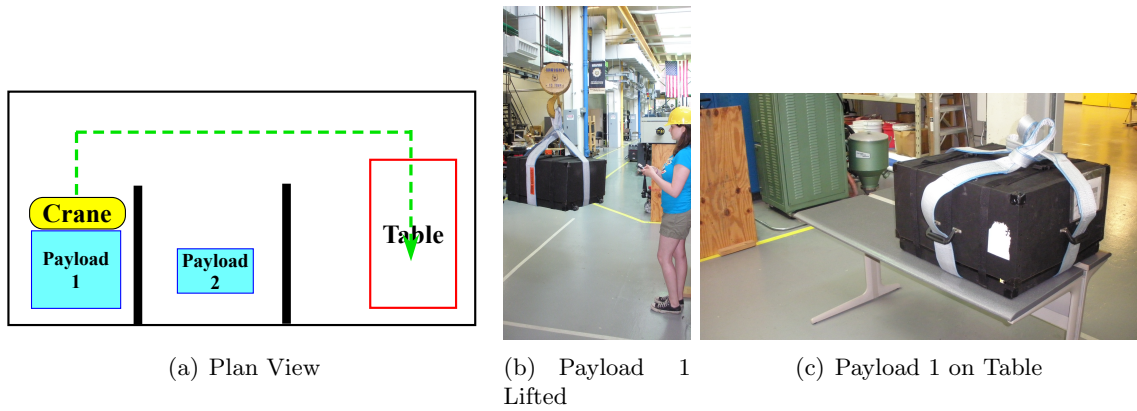 Crane
Payload
1
Payload
2
Table
(a) Plan View
(b) Payload 1
Lifted
(c) Payload 1 on Table